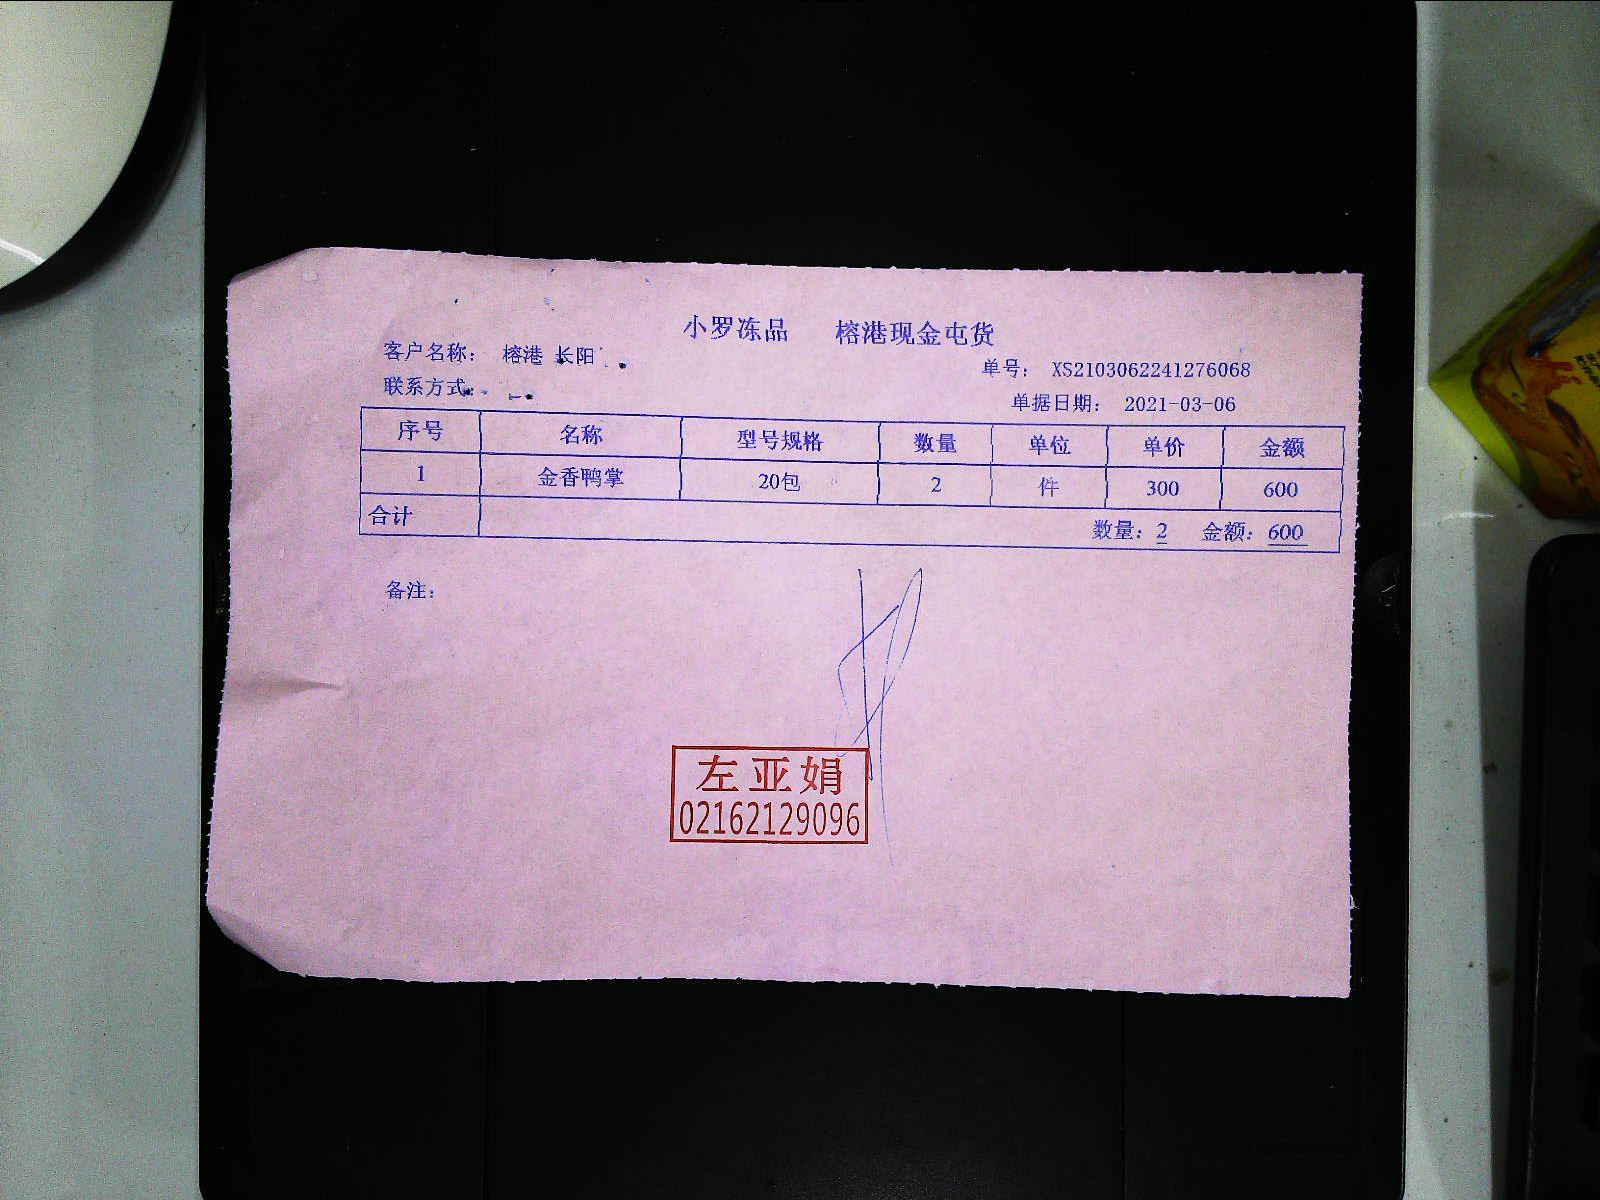 小罗冻品 榕港现金屯货
客户名称： 榕港 长阳
单号： XS2103062241276068
联系方式：
单据日期： 2021-03-06
序号 名称 型号规格 数量 单位 单价 金额
1 金香鸭掌 20包 2 件 300 600
合计 数量：2 金额：600
备注：
左亚娟
02162129096